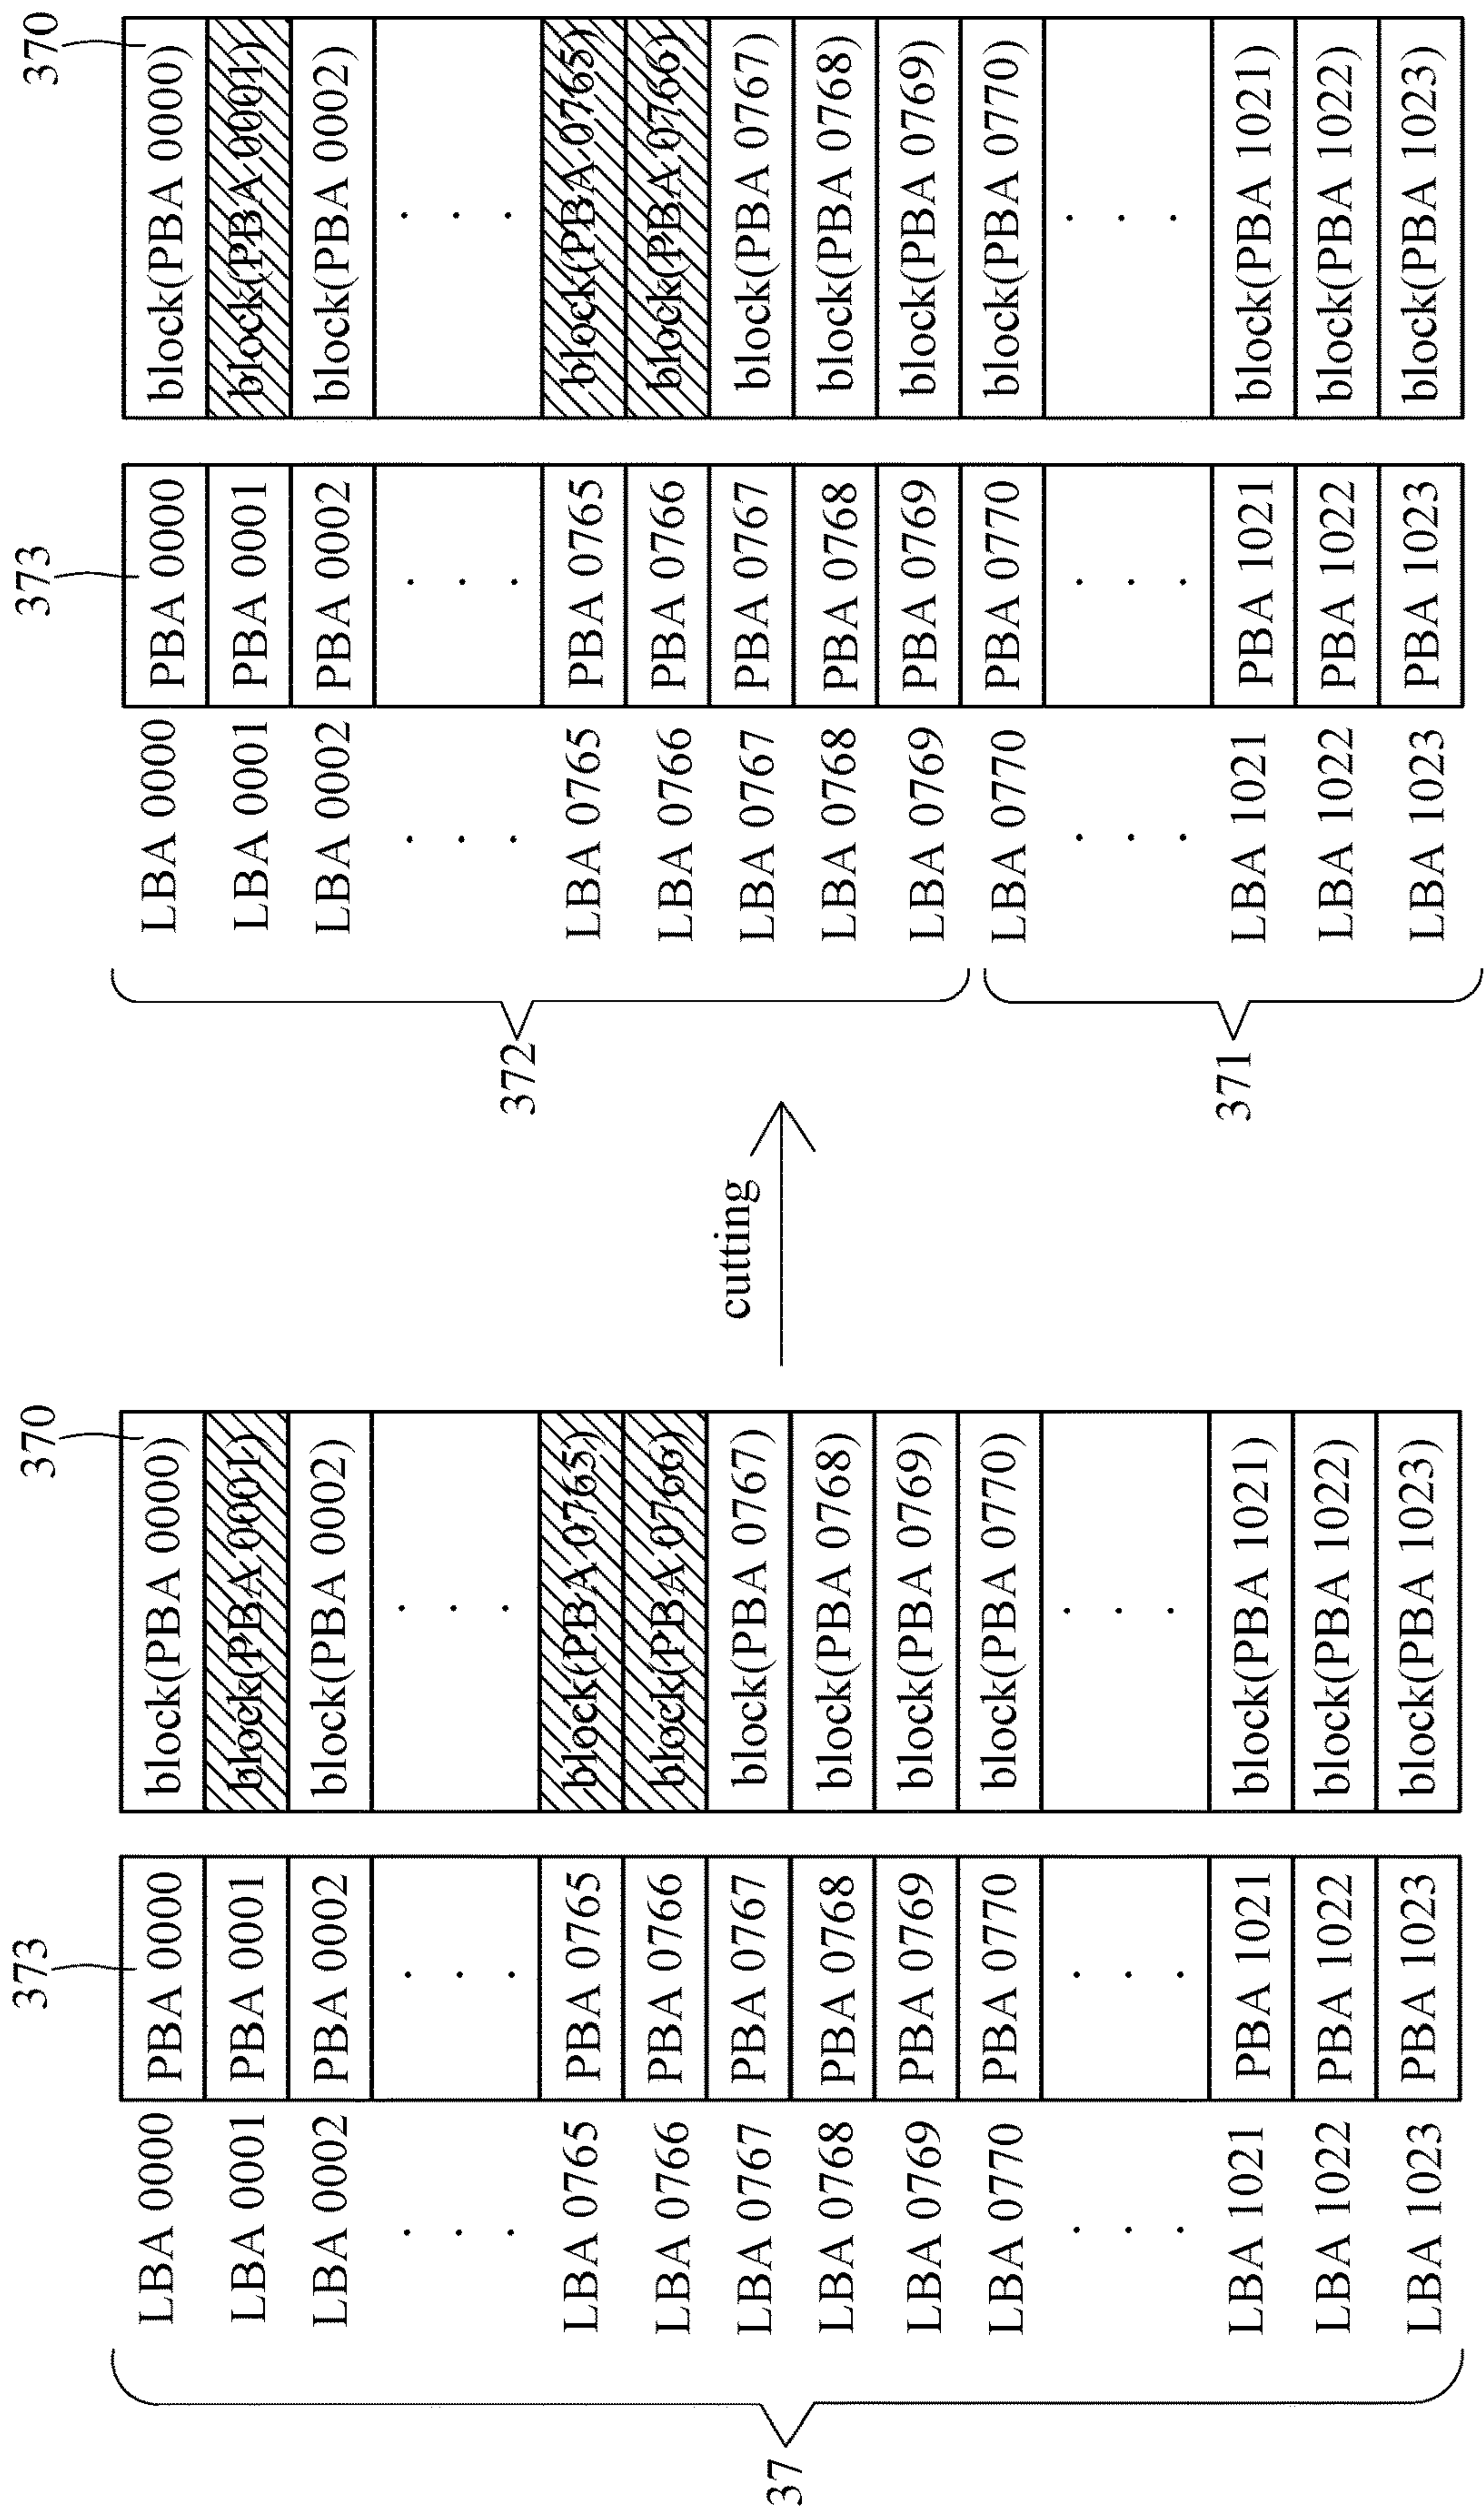 37
LBA 0000
LBA 0001
LBA 0002
LBA 0765
LBA 0766
LBA 0767
LBA 0768
LBA 0769
LBA 0770
LBA 1021
LBA 1022
LBA 1023
373
PBA 0000
PBA 0001
PBA 0002
PBA 0765
PBA 0766
PBA 0767
PBA 0768
PBA 0769
PBA 0770
PBA 1021
PBA 1022
PBA 1023
370
block(PBA 0000)
block(PBA 0001)
block(PBA 0002)
block(PBA 0765)
block(PBA 0766)
block(PBA 0767)
block(PBA 0768)
block(PBA 0769)
block(PBA 0770)
block(PBA 1021)
block(PBA 1022)
block(PBA 1023)
cutting
372
371
LBA 0000
LBA 0001
LBA 0002
LBA 0765
LBA 0766
LBA 0767
LBA 0768
LBA 0769
LBA 0770
LBA 1021
LBA 1022
LBA 1023
373
PBA 0000
PBA 0001
PBA 0002
PBA 0765
PBA 0766
PBA 0767
PBA 0768
PBA 0769
PBA 0770
PBA 1021
PBA 1022
PBA 1023
370
block(PBA 0000)
block(PBA 0001)
block(PBA 0002)
block(PBA 0765)
block(PBA 0766)
block(PBA 0767)
block(PBA 0768)
block(PBA 0769)
block(PBA 0770)
block(PBA 1021)
block(PBA 1022)
block(PBA 1023)